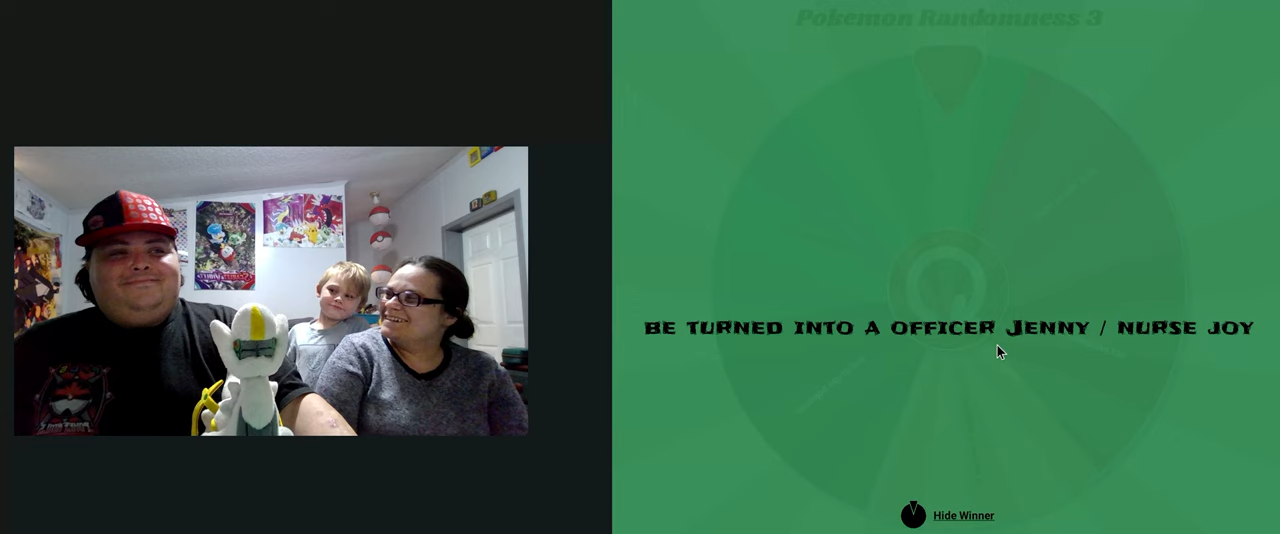 Pokemon Randomness 3
BE TURNED INTO A OFFICER JENNY / NURSE JOY
Hide Winner